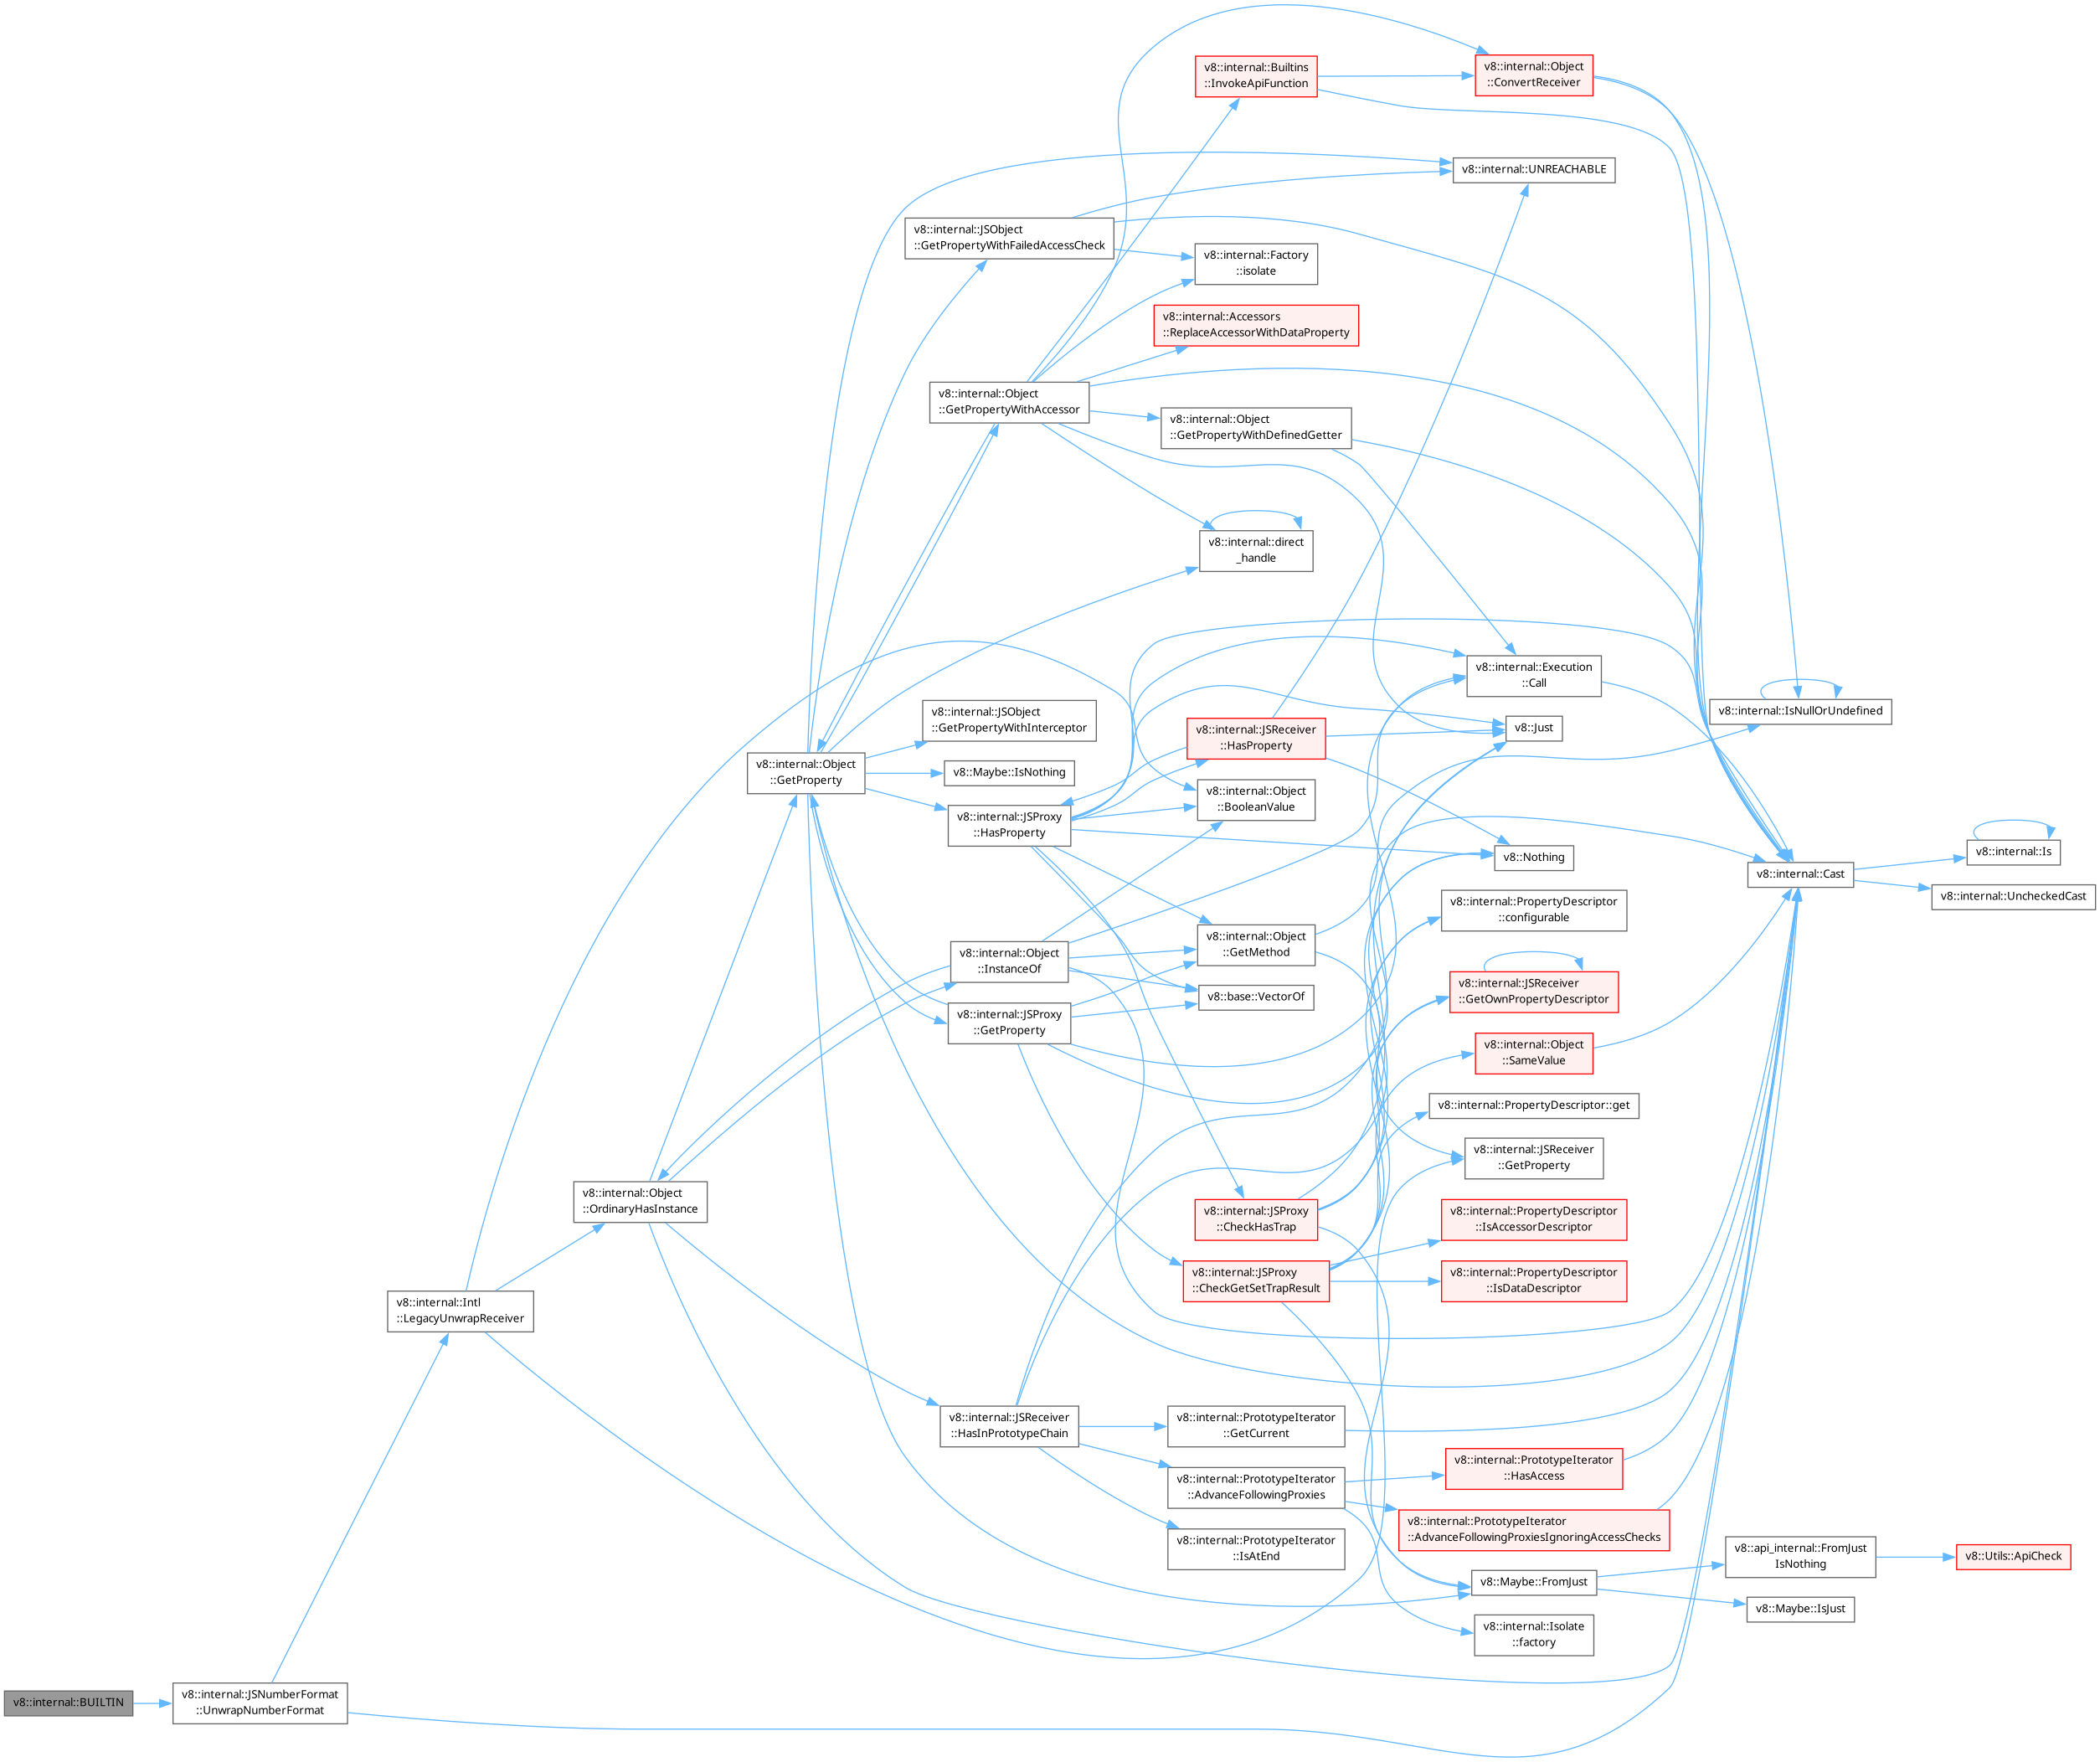 v8::internal::Builtins
::InvokeApiFunction
v8::internal::Object
::ConvertReceiver
v8::internal::UNREACHABLE
v8::internal::JSObject
::GetPropertyWithFailedAccessCheck
v8::internal::Factory
::isolate
v8::internal::Accessors
::ReplaceAccessorWithDataProperty
v8::internal::Object
::GetPropertyWithAccessor
v8::internal::Object
::GetPropertyWithDefinedGetter
v8::internal::direct
_handle
v8::internal::Execution
::Call
v8::internal::IsNullOrUndefined
v8::internal::JSObject
::GetPropertyWithInterceptor
v8::internal::JSReceiver
::HasProperty
v8::Just
v8::internal::Object
::GetProperty
v8::Maybe::IsNothing
v8::internal::Object
::BooleanValue
v8::internal::JSProxy
::HasProperty
v8::Nothing
v8::internal::Is
v8::internal::Cast
v8::internal::UncheckedCast
v8::internal::PropertyDescriptor
::configurable
v8::internal::Object
::GetMethod
v8::internal::Object
::InstanceOf
v8::base::VectorOf
v8::internal::JSReceiver
::GetOwnPropertyDescriptor
v8::internal::JSProxy
::GetProperty
v8::internal::Object
::SameValue
v8::internal::PropertyDescriptor::get
v8::internal::JSReceiver
::GetProperty
v8::internal::Object
::OrdinaryHasInstance
v8::internal::JSProxy
::CheckHasTrap
v8::internal::PropertyDescriptor
::IsAccessorDescriptor
v8::internal::JSProxy
::CheckGetSetTrapResult
v8::internal::PropertyDescriptor
::IsDataDescriptor
v8::internal::Intl
::LegacyUnwrapReceiver
v8::internal::JSReceiver
::HasInPrototypeChain
v8::internal::PrototypeIterator
::GetCurrent
v8::internal::PrototypeIterator
::HasAccess
v8::internal::PrototypeIterator
::AdvanceFollowingProxies
v8::internal::PrototypeIterator
::AdvanceFollowingProxiesIgnoringAccessChecks
v8::internal::PrototypeIterator
::IsAtEnd
v8::api_internal::FromJust
IsNothing
v8::Utils::ApiCheck
v8::Maybe::FromJust
v8::Maybe::IsJust
v8::internal::Isolate
::factory
v8::internal::BUILTIN
v8::internal::JSNumberFormat
::UnwrapNumberFormat